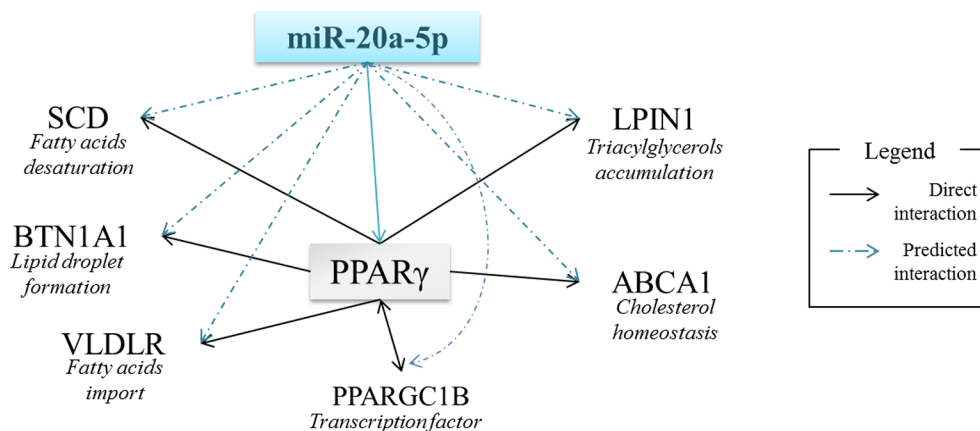 miR-20a-5p
SCD
Fatty acids
desaturation
LPIN1
Triacylglycerols
accumulation
BTN1A1
Lipid droplet
formation
PPARγ
ABCA1
Cholesterol
homeostasis
VLDLR
Fatty acids
import
PPARGC1B
Transcription factor
Legend
Direct
interaction
Predicted
interaction